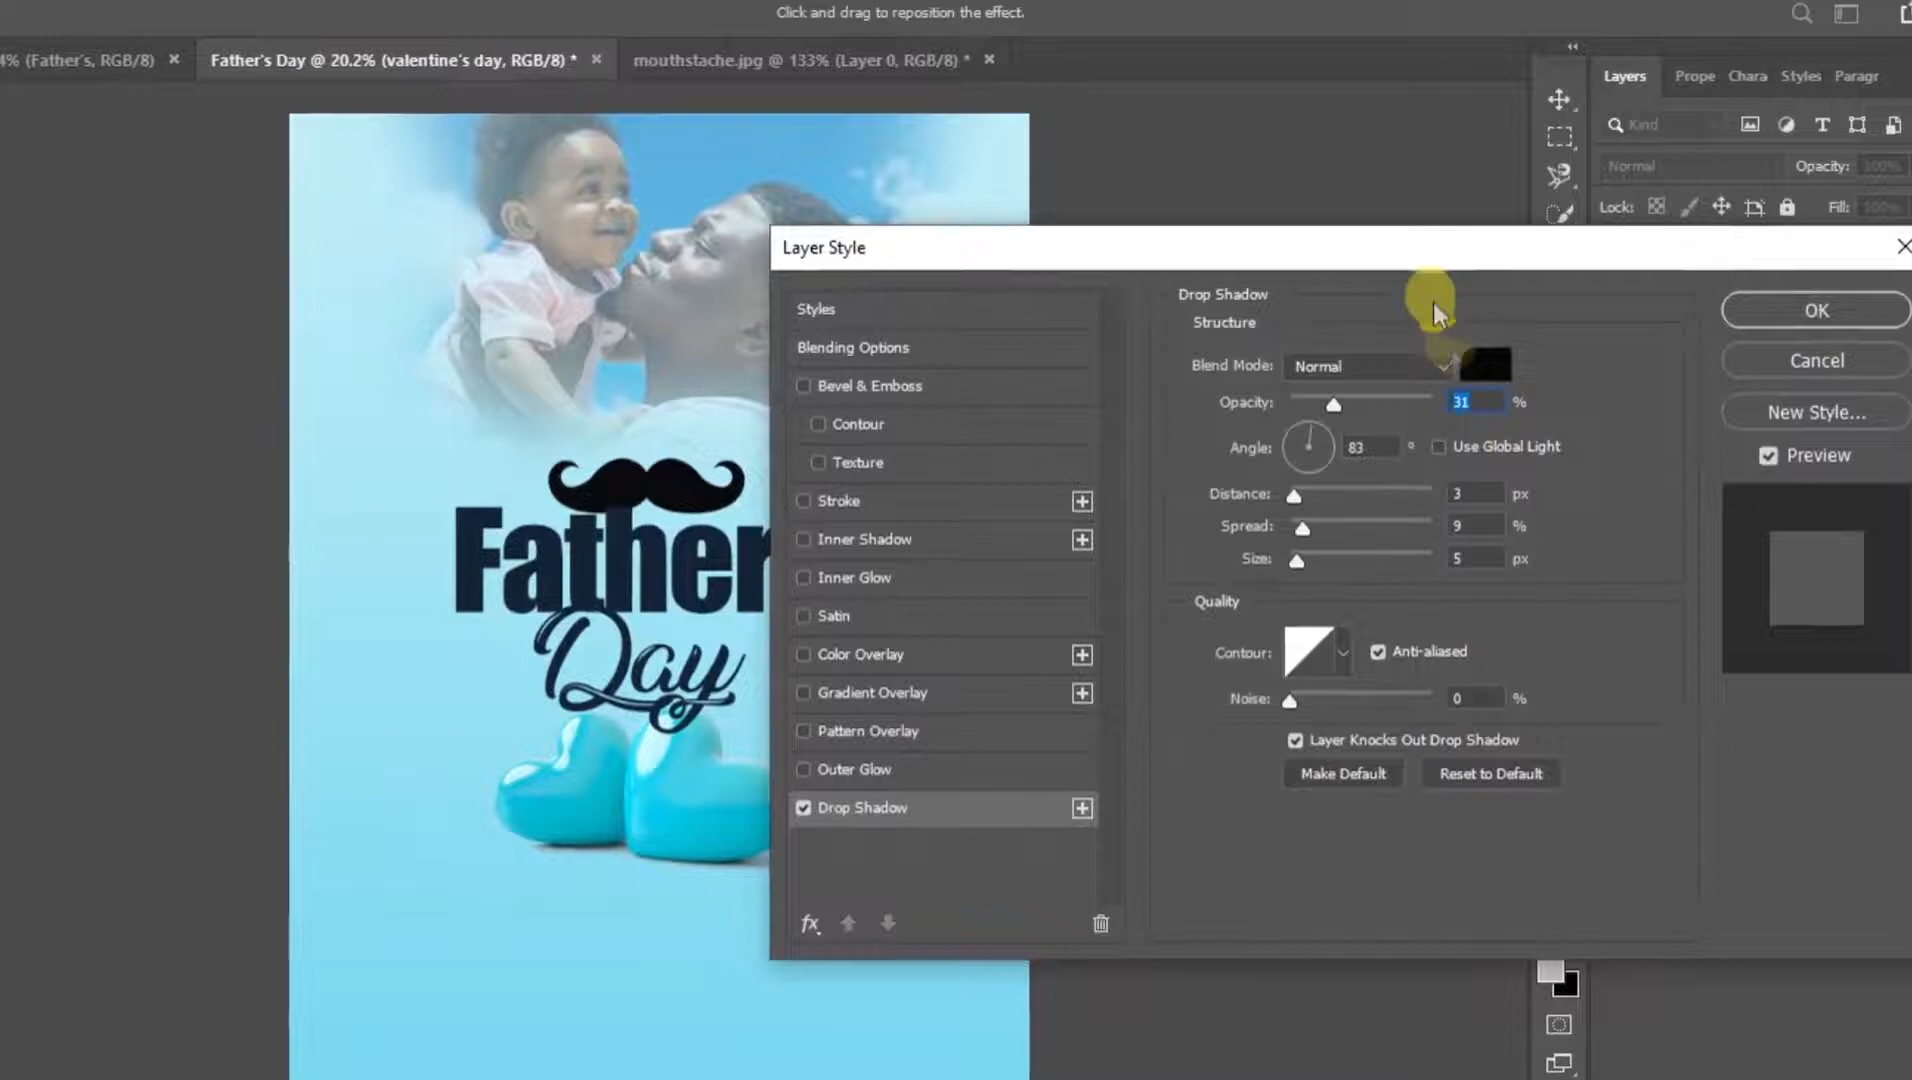 Click and drag to reposition the effect.
4% (Father's, RGB/8) ×
Father's Day @ 20.2% (valentine's day, RGB/8) * ×
mouthstache.jpg @ 133% (Layer 0, RGB/8) * ×
Layers Prope Chara Styles Paragr
Kind
Normal Opacity: 100%
Lock: Fill: 100%
Layer Style
Styles
Blending Options
Bevel & Emboss
Contour
Texture
Stroke
Inner Shadow
Inner Glow
Satin
Color Overlay
Gradient Overlay
Pattern Overlay
Outer Glow
Drop Shadow
fx
Drop Shadow
Structure
Blend Mode: Normal
Opacity: 31 %
Angle: 83 ° Use Global Light
Distance: 3 px
Spread: 9 %
Size: 5 px
Quality
Contour: Anti-aliased
Noise: 0 %
Layer Knocks Out Drop Shadow
Make Default Reset to Default
OK
Cancel
New Style...
Preview
Father
Day